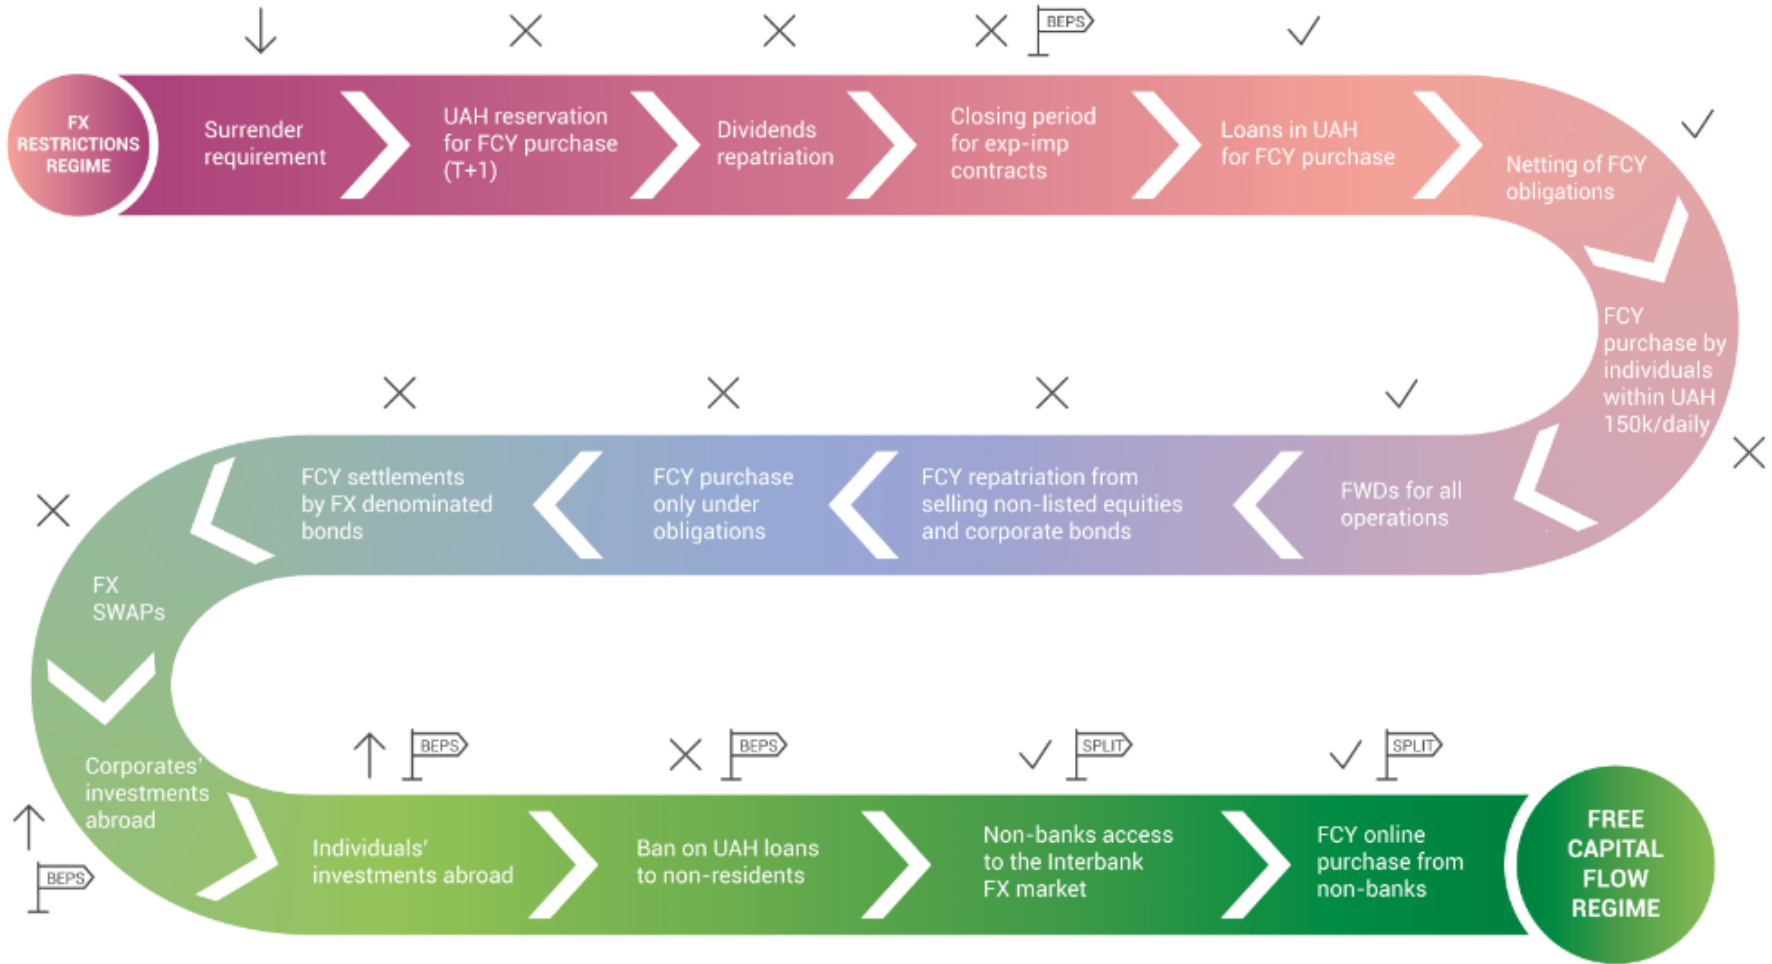 BEPS
FX
RESTRICTIONS
REGIME
Surrender
requirement
UAH reservation
for FCY purchase
(T+1)
Dividends
repatriation
Closing period
for exp-imp
contracts
Loans in UAH
for FCY purchase
Netting of FCY
obligations
FCY
purchase by
individuals
within UAH
150k/daily
FWDs for all
operations
FCY repatriation from
selling non-listed equities
and corporate bonds
FCY purchase
only under
obligations
FCY settlements
by FX denominated
bonds
FX
SWAPs
Corporates'
investments
abroad
BEPS
BEPS
Individuals'
investments abroad
BEPS
Ban on UAH loans
to non-residents
SPLIT
Non-banks access
to the Interbank
FX market
SPLIT
FCY online
purchase from
non-banks
FREE
CAPITAL
FLOW
REGIME